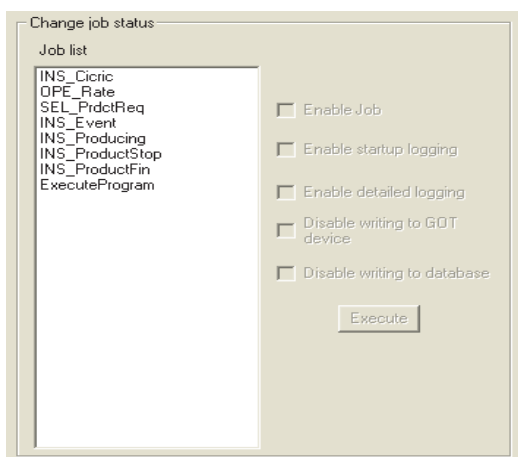 Change job status
Job list
INS_Cicric
OPE_Rate
SEL_PrdctReq
INS_Event
INS_Producing
INS_ProductStop
INS_ProductFin
ExecuteProgram
Enable Job
Enable startup logging
Enable detailed logging
Disable writing to GOT
device
Disable writing to database
Execute